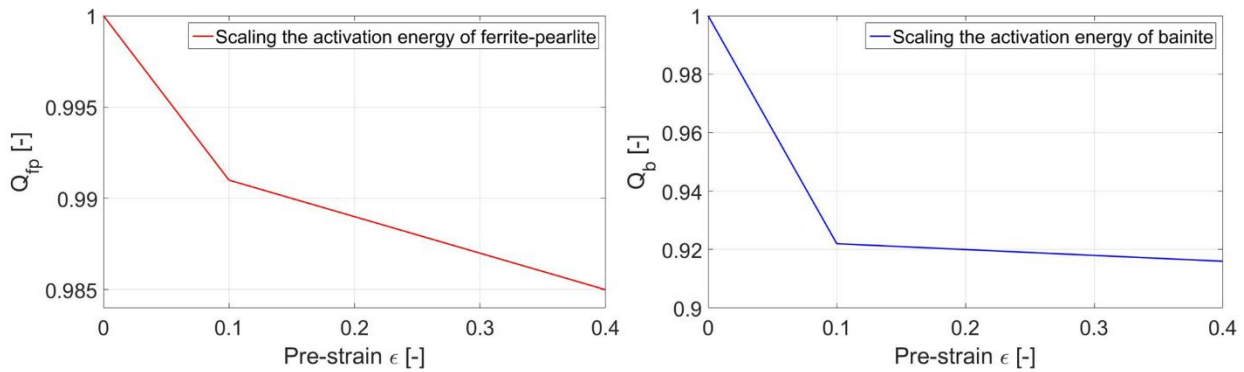 1
Scaling the activation energy of ferrite-pearlite
0.995
0.99
0.985
Q_fp [-]
0 0.1 0.2 0.3 0.4
Pre-strain ϵ [-]
1
Scaling the activation energy of bainite
0.98
0.96
0.94
0.92
0.9
Q_b [-]
0 0.1 0.2 0.3 0.4
Pre-strain ϵ [-]